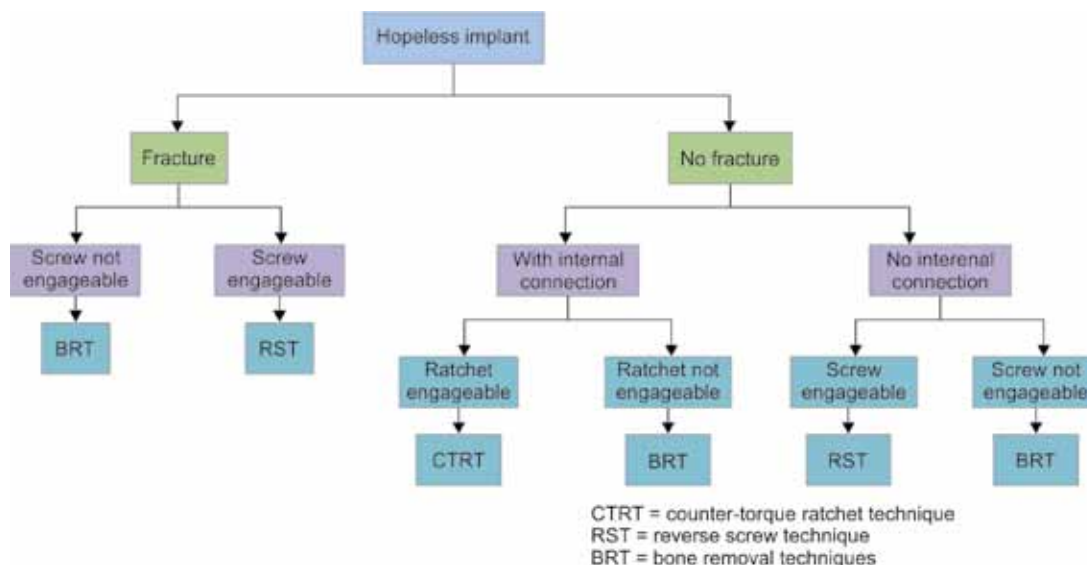 Hopeless implant
Fracture
No fracture
Screw not
engageable
Screw
engageable
With internal
connection
No interenal
connection
BRT
RST
Ratchet
engageable
Ratchet not
engageable
Screw
engageable
Screw not
engageable
CTRT
BRT
RST
BRT
CTRT = counter-torque ratchet technique
RST = reverse screw technique
BRT = bone removal techniques